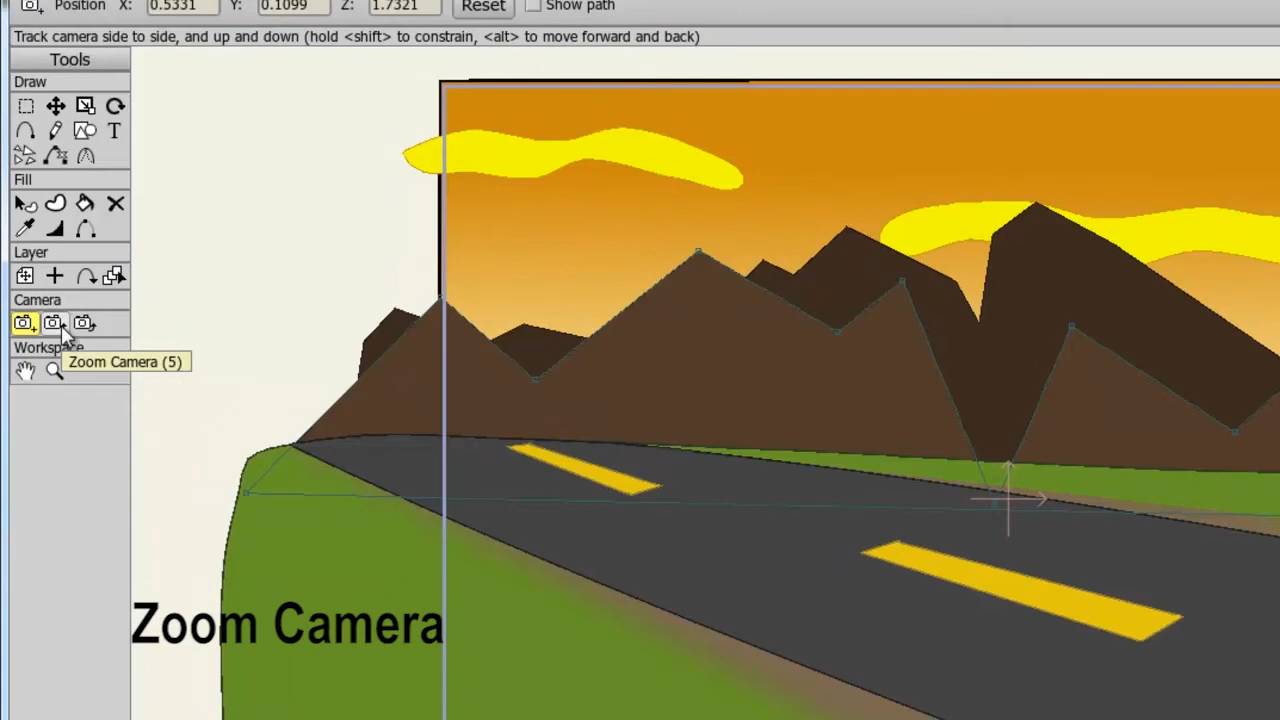 Position X: 0.5331 Y: 0.1099 Z: 1.7321 Reset Show path
Track camera side to side, and up and down (hold <shift> to constrain, <alt> to move forward and back)
Tools
Draw
T
Fill
Layer
Camera
Workspace
Zoom Camera (5)
Zoom Camera